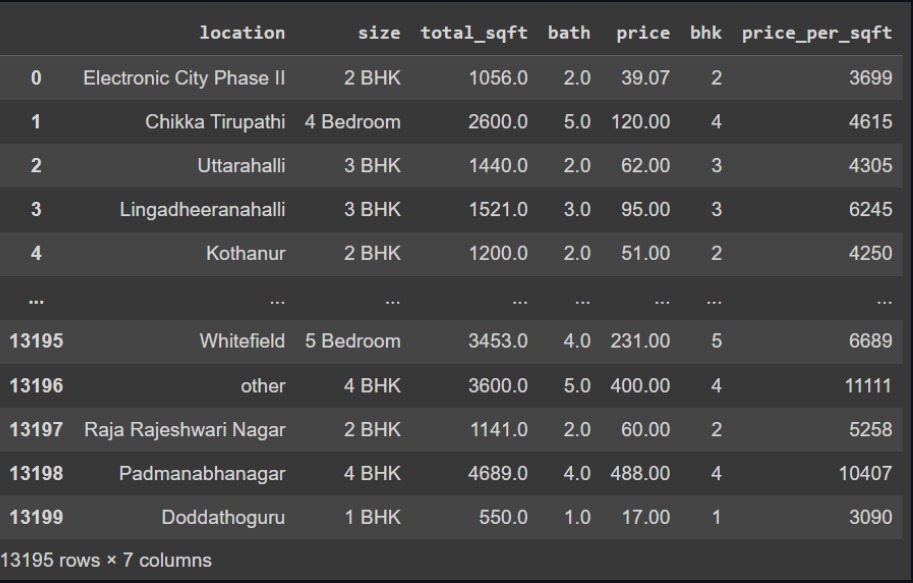 location size total_sqft bath price bhk price_per_sqft
0 Electronic City Phase II 2 BHK 1056.0 2.0 39.07 2 3699
1 Chikka Tirupathi 4 Bedroom 2600.0 5.0 120.00 4 4615
2 Uttarahalli 3 BHK 1440.0 2.0 62.00 3 4305
3 Lingadheeranahalli 3 BHK 1521.0 3.0 95.00 3 6245
4 Kothanur 2 BHK 1200.0 2.0 51.00 2 4250
... ... ... ... ... ... ... ...
13195 Whitefield 5 Bedroom 3453.0 4.0 231.00 5 6689
13196 other 4 BHK 3600.0 5.0 400.00 4 11111
13197 Raja Rajeshwari Nagar 2 BHK 1141.0 2.0 60.00 2 5258
13198 Padmanabhanagar 4 BHK 4689.0 4.0 488.00 4 10407
13199 Doddathoguru 1 BHK 550.0 1.0 17.00 1 3090
13195 rows × 7 columns